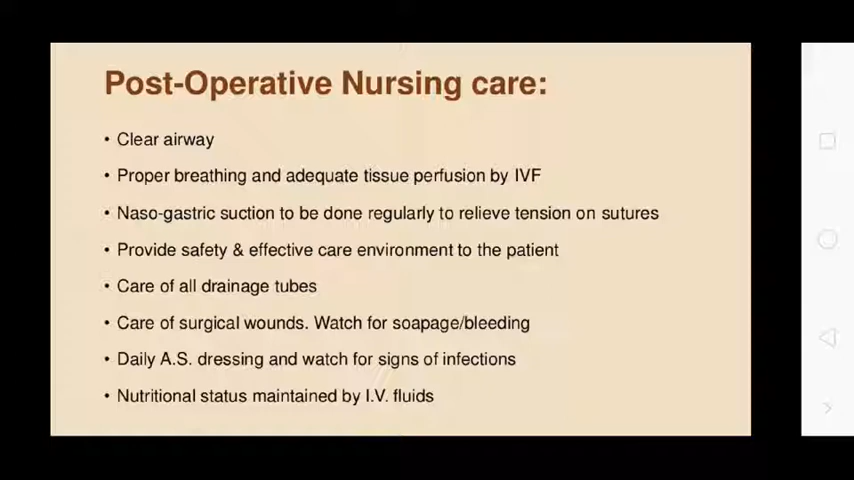 Post-Operative Nursing care:
• Clear airway
• Proper breathing and adequate tissue perfusion by IVF
• Naso-gastric suction to be done regularly to relieve tension on sutures
• Provide safety & effective care environment to the patient
• Care of all drainage tubes
• Care of surgical wounds. Watch for soapage/bleeding
• Daily A.S. dressing and watch for signs of infections
• Nutritional status maintained by I.V. fluids